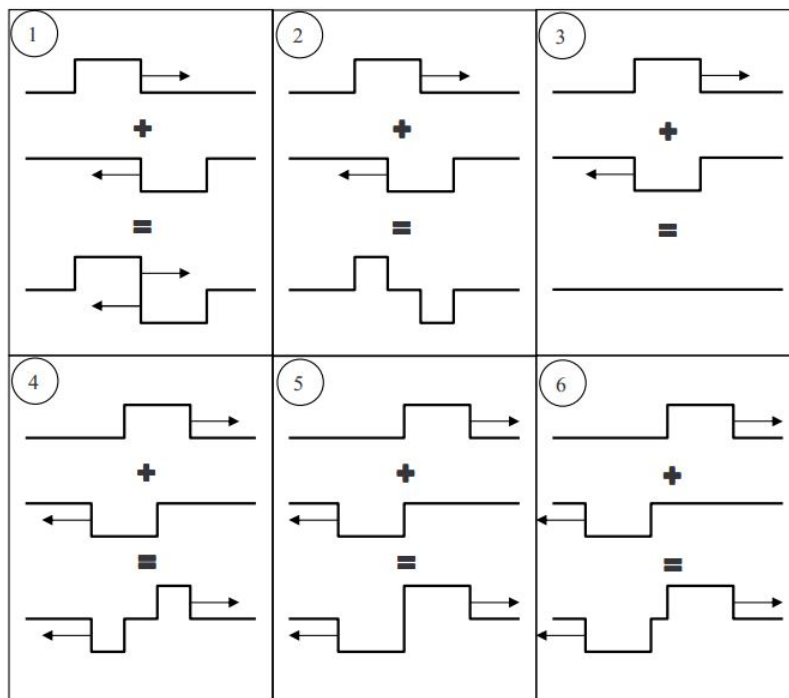 1 2 3
+ + +
= = =
4 5 6
+ + +
= = =